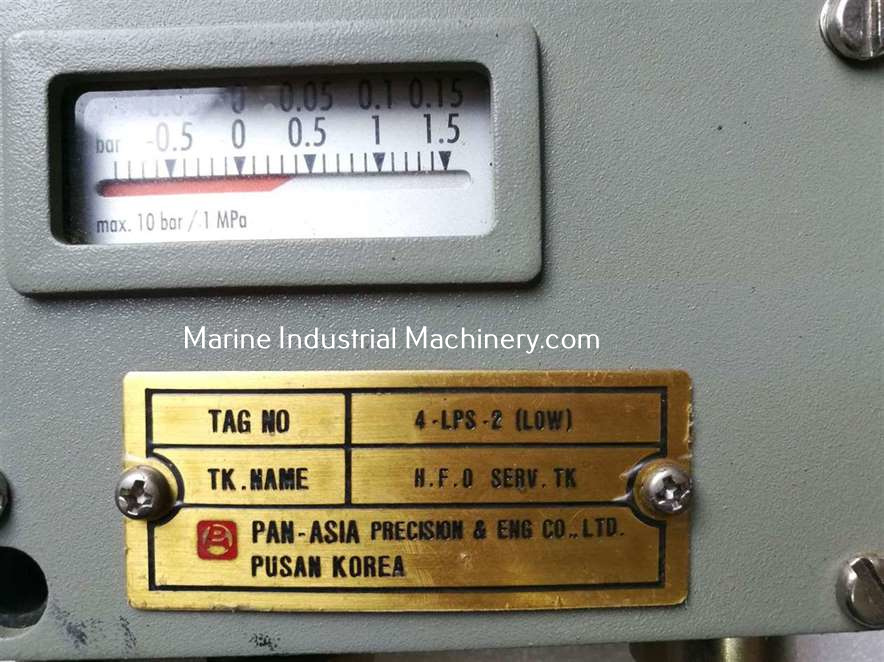 0 0.05 0.1 0.15
bar -0.5 0 0.5 1 1.5
max. 10 bar / 1 MPa
Marine Industrial Machinery.com
TAG NO 4-LPS-2 (LOW)
TK.NAME H.F.O SERV.TK
PAN-ASIA PRECISION & ENG CO.,LTD.
PUSAN KOREA